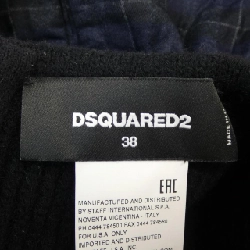 DSQUARED2
38
EAC
MANUFACTURED AND DISTRIBUTED
BY STAFF INTERNATIONAL S.P.A.
NOVENTA VICENTINA - ITALY
FOR U.S.A. ONLY
IMPORTED AND DISTRIBUTED